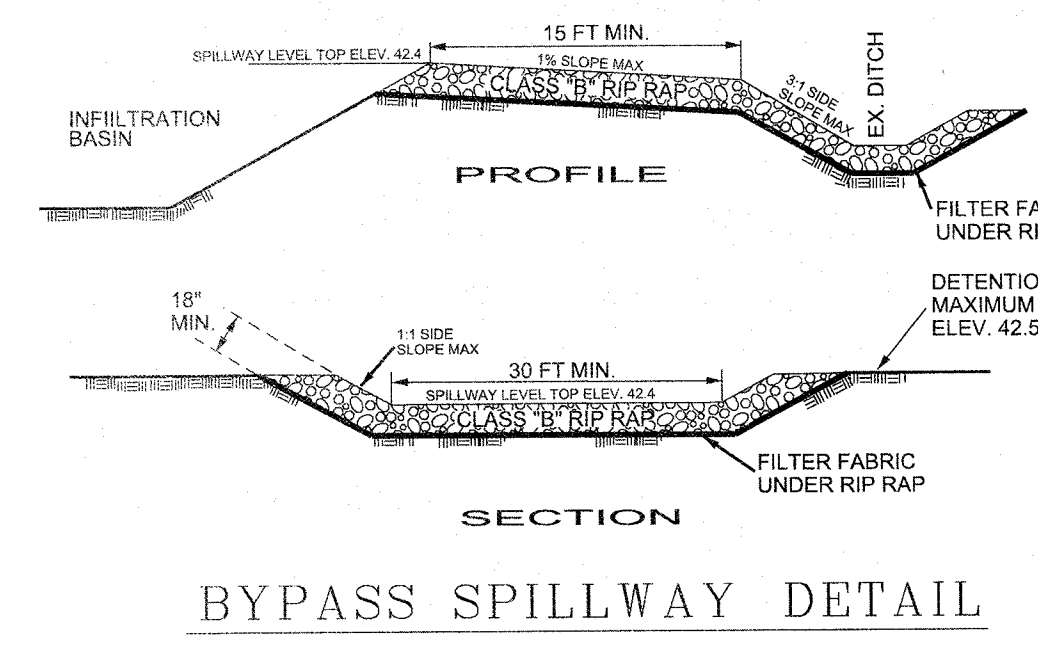 15 FT MIN.
SPILLWAY LEVEL TOP ELEV. 42.4
1% SLOPE MAX
CLASS "B" RIP RAP
3:1 SIDE
SLOPE MAX
EX. DITCH
INFIILTRATION
BASIN
PROFILE
FILTER FA
UNDER RI
DETENTIO
MAXIMUM
ELEV. 42.5
18"
MIN.
1:1 SIDE
SLOPE MAX
30 FT MIN.
SPILLWAY LEVEL TOP ELEV. 42.4
CLASS "B" RIP RAP
FILTER FABRIC
UNDER RIP RAP
SECTION
BYPASS SPILLWAY DETAIL